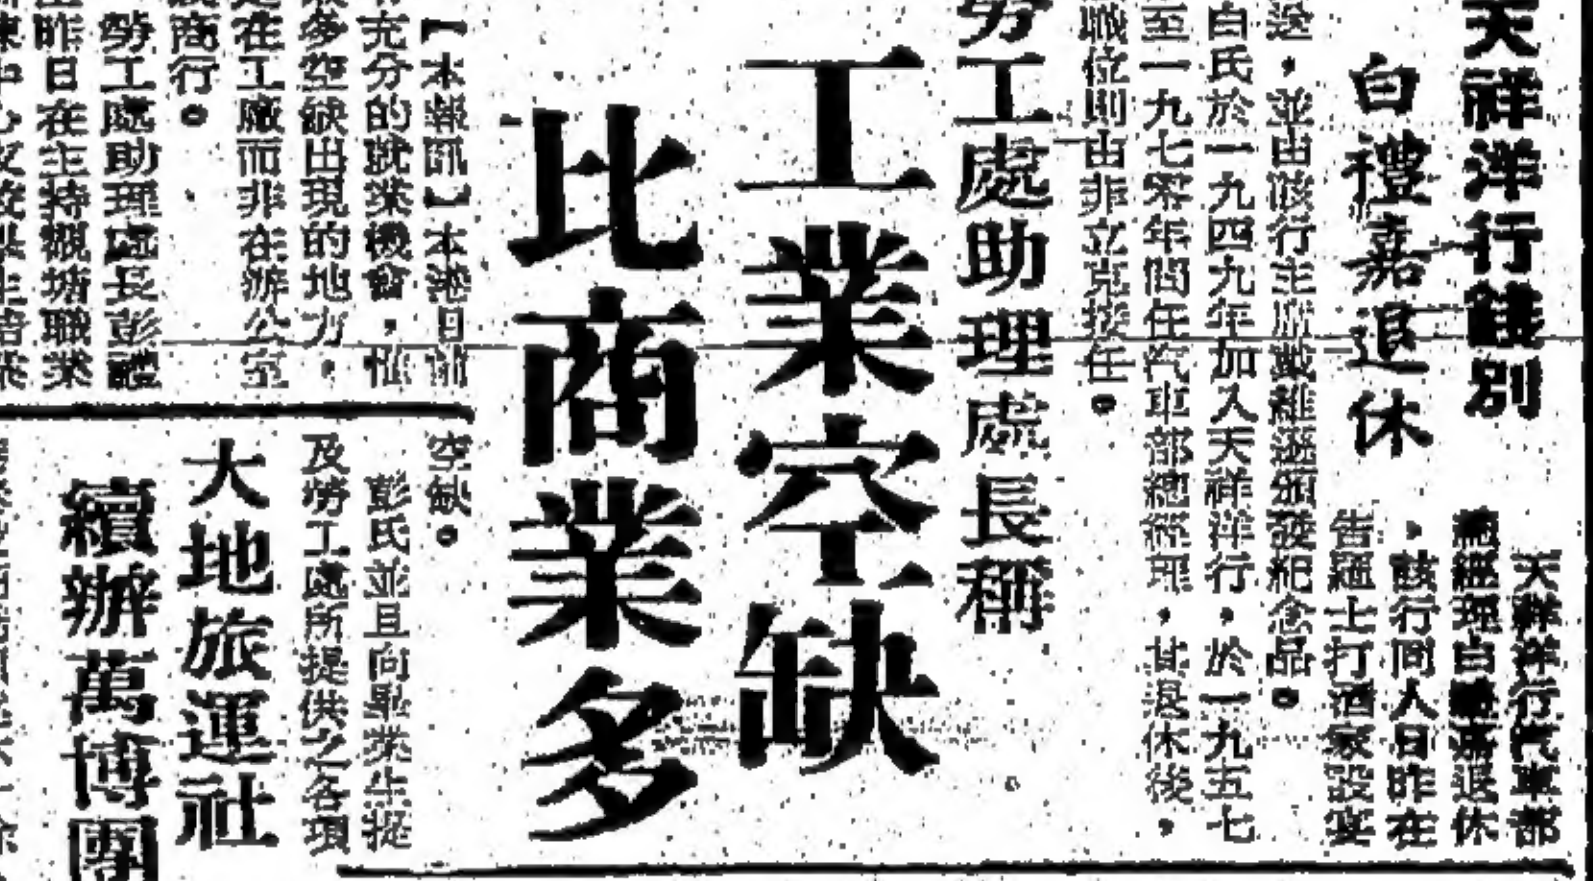 天祥洋行餞別
白禮嘉退休
天祥洋行汽車部
總經理白禮嘉退休
，該行同人日昨在
告羅士打酒家設宴
送，並由該行主席戴維遜頒發紀念品。
白氏於一九四九年加入天祥洋行，於一九五七
至一九七零年間任汽車部總經理，其退休後，
職位則由非立克接任。
勞工處助理處長稱
工業空缺
比商業多
【本報訊】本港目前
有充分的就業機會，但
很多空缺出現的地方，
是在工廠而非在辦公室
或商行。
勞工處助理處長彭禮
昨日在主持觀塘職業
空缺。
彭氏並且向畢業生提
及勞工處所提供之各項
大地旅運社
續辦萬博團